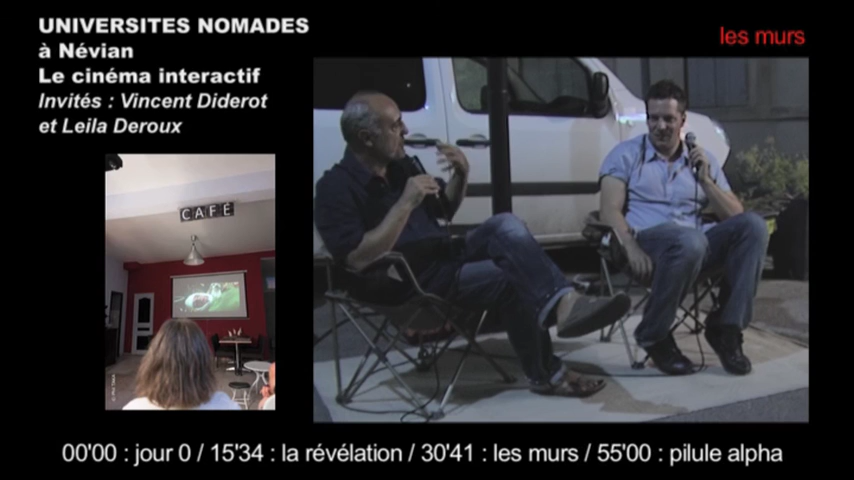 UNIVERSITES NOMADES
à Névian
Le cinéma interactif
Invités : Vincent Diderot
et Leila Deroux
les murs
CAFÉ
00'00 : jour 0 / 15'34 : la révélation / 30'41 : les murs / 55'00 : pilule alpha